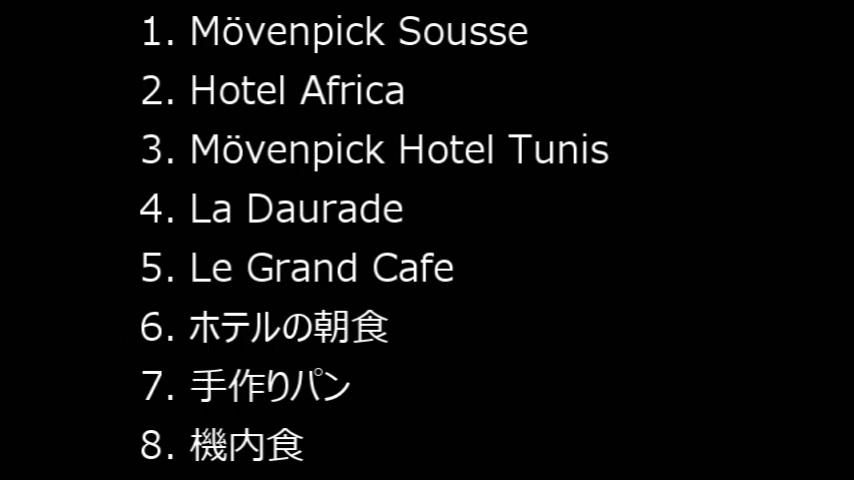 1. Mövenpick Sousse
2. Hotel Africa
3. Mövenpick Hotel Tunis
4. La Daurade
5. Le Grand Cafe
6. ホテルの朝食
7. 手作りパン
8. 機内食